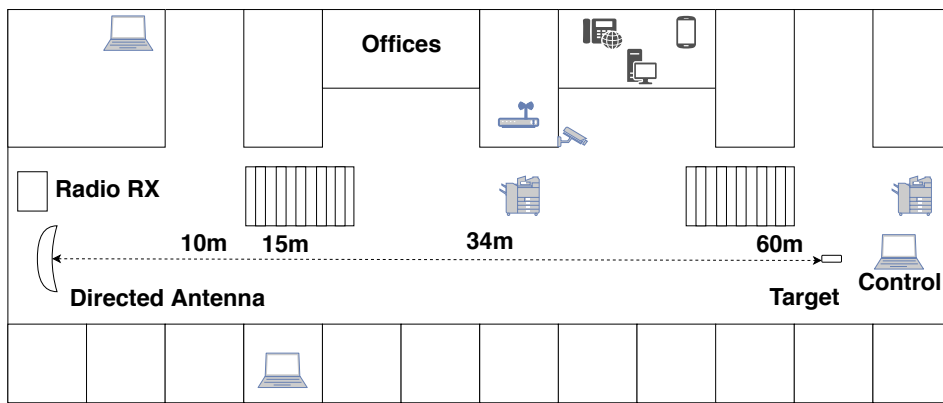 Offices
Radio RX
10m
15m
34m
60m
Directed Antenna
Target
Control